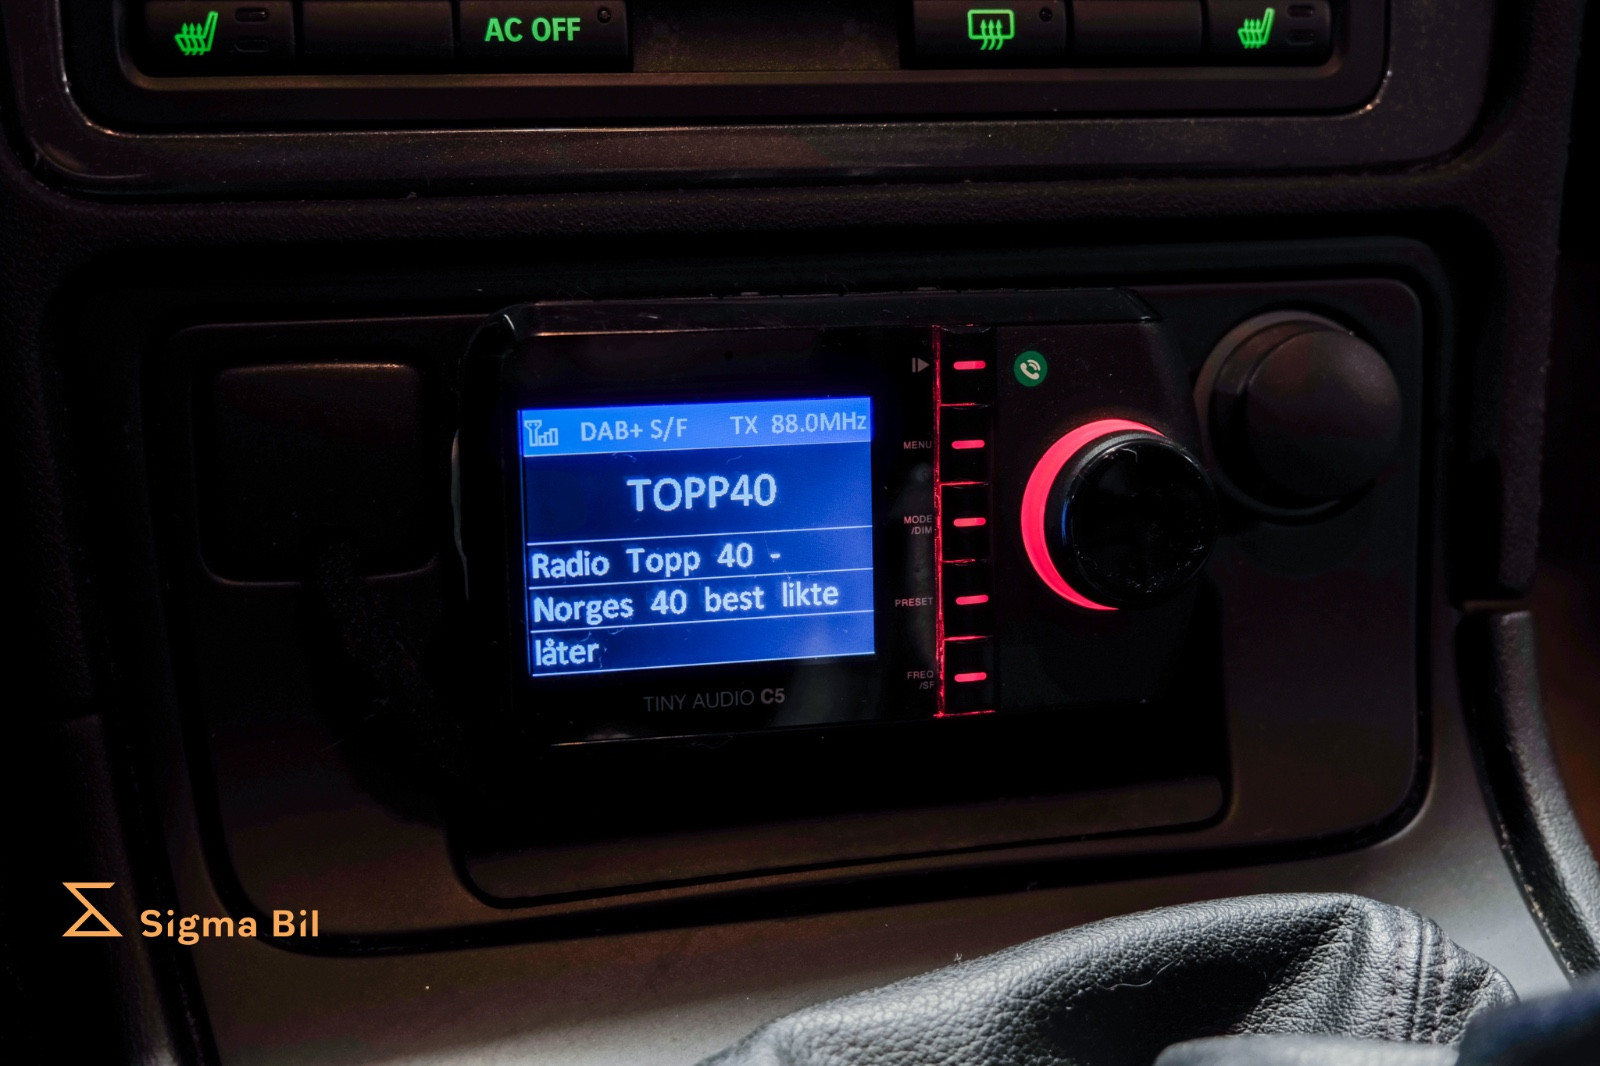 AC OFF
DAB+ S/F TX 88.0MHz
TOPP40
Radio Topp 40 -
Norges 40 best likte
låter
TINY AUDIO C5
MENU
MODE
/DIM
PRESET
FREQ
/SF
Sigma Bil